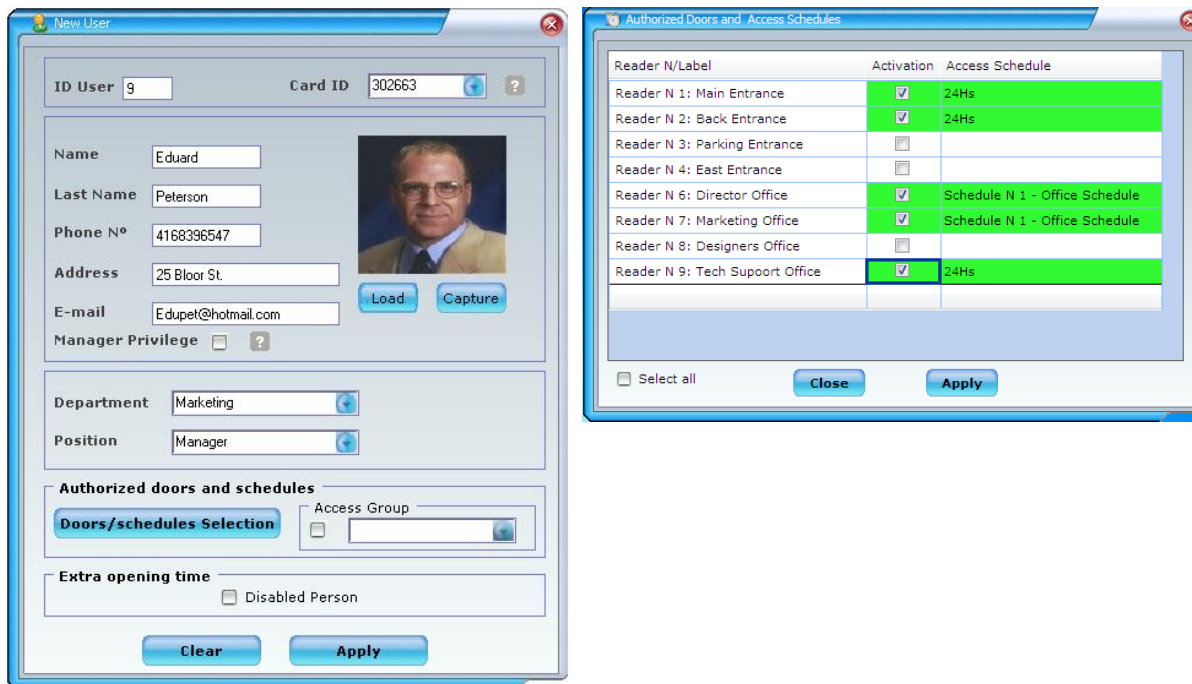 New User
ID User 9 Card ID 302663 ?
Name Eduard
Last Name Peterson
Phone Nº 4168396547
Address 25 Bloor St.
Load Capture
E-mail Edupet@hotmail.com
Manager Privilege ?
Department Marketing
Position Manager
Authorized doors and schedules
Doors/schedules Selection
Access Group
Extra opening time
Disabled Person
Clear Apply
Authorized Doors and Access Schedules
Reader N/Label Activation Access Schedule
Reader N 1: Main Entrance 24Hs
Reader N 2: Back Entrance 24Hs
Reader N 3: Parking Entrance
Reader N 4: East Entrance
Reader N 6: Director Office Schedule N 1 - Office Schedule
Reader N 7: Marketing Office Schedule N 1 - Office Schedule
Reader N 8: Designers Office
Reader N 9: Tech Supoort Office 24Hs
Select all Close Apply